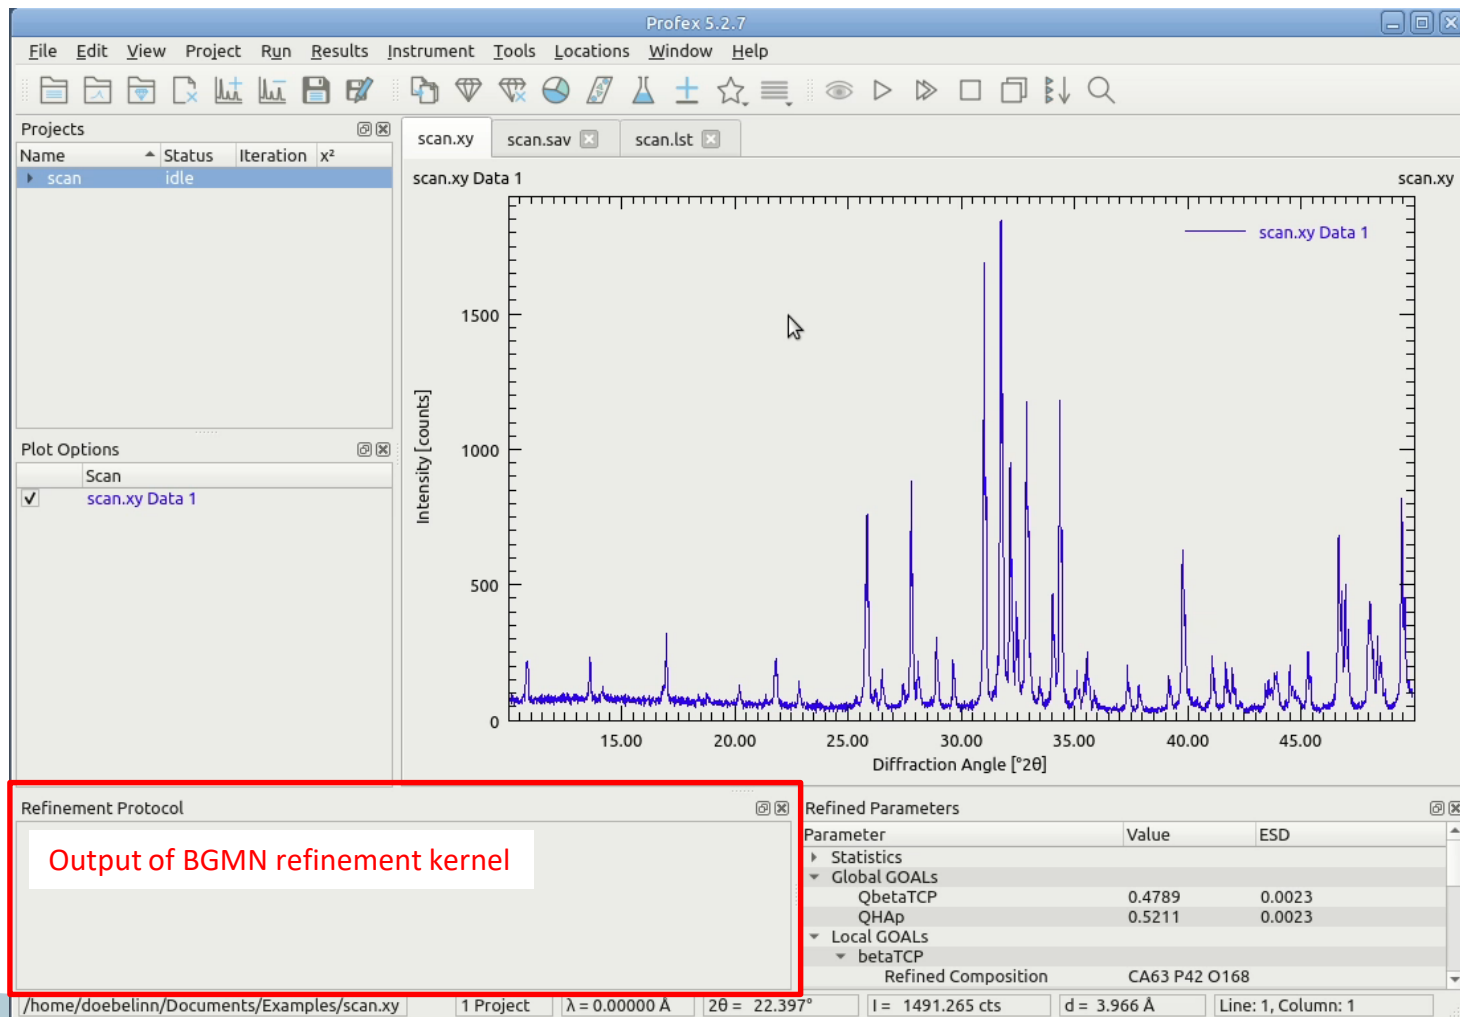 Profex 5.2.7
File Edit View Project Run Results Instrument Tools Locations Window Help
Projects
Name Status Iteration x²
scan idle
Plot Options
Scan
scan.xy Data 1
scan.xy scan.sav scan.lst
scan.xy Data 1 scan.xy
scan.xy Data 1
Intensity [counts]
1500
1000
500
0
15.00 20.00 25.00 30.00 35.00 40.00 45.00
Diffraction Angle [°2θ]
Refinement Protocol
Output of BGMN refinement kernel
Refined Parameters
Parameter Value ESD
Statistics
Global GOALs
QbetaTCP 0.4789 0.0023
QHAp 0.5211 0.0023
Local GOALs
betaTCP
Refined Composition CA63 P42 O168
/home/doebelinn/Documents/Examples/scan.xy 1 Project λ = 0.00000 Å 2θ = 22.397° I = 1491.265 cts d = 3.966 Å Line: 1, Column: 1